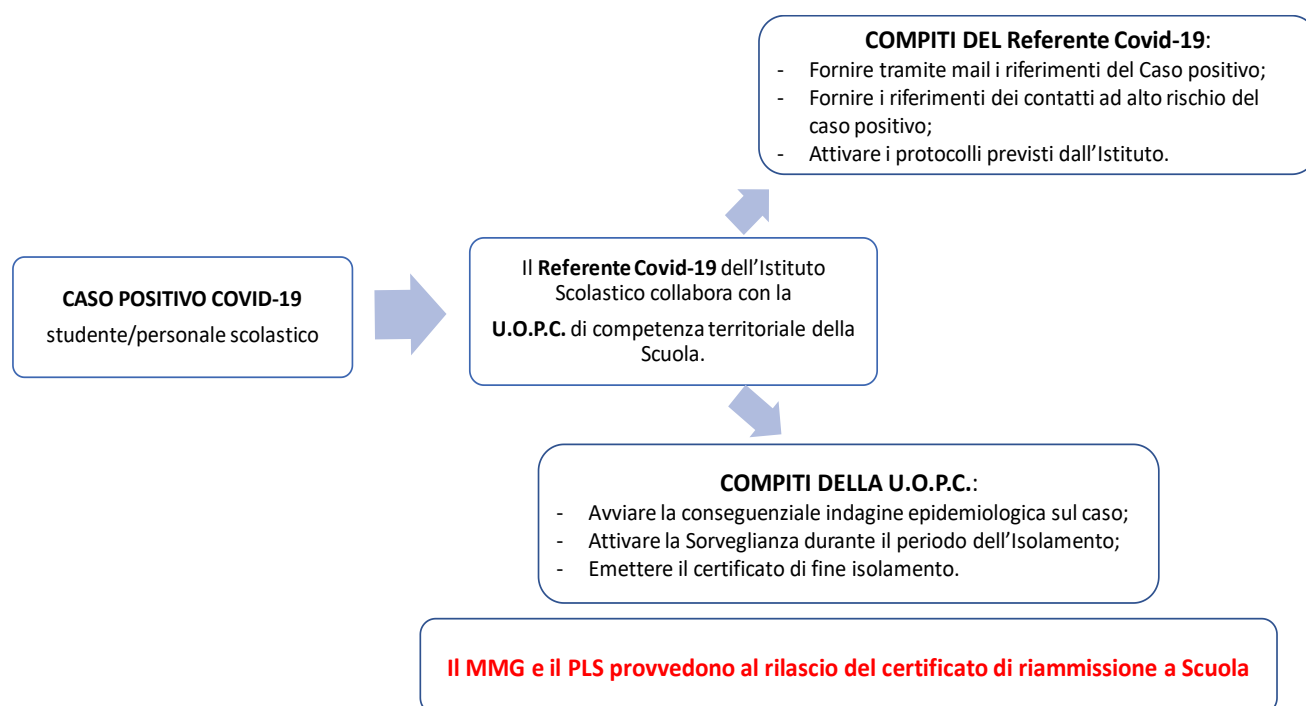 COMPITI DEL Referente Covid-19:
- Fornire tramite mail i riferimenti del Caso positivo;
- Fornire i riferimenti dei contatti ad alto rischio del
caso positivo;
- Attivare i protocolli previsti dall’Istituto.
CASO POSITIVO COVID-19
studente/personale scolastico
Il Referente Covid-19 dell’Istituto
Scolastico collabora con la
U.O.P.C. di competenza territoriale della
Scuola.
COMPITI DELLA U.O.P.C.:
- Avviare la conseguenziale indagine epidemiologica sul caso;
- Attivare la Sorveglianza durante il periodo dell’Isolamento;
- Emettere il certificato di fine isolamento.
Il MMG e il PLS provvedono al rilascio del certificato di riammissione a Scuola